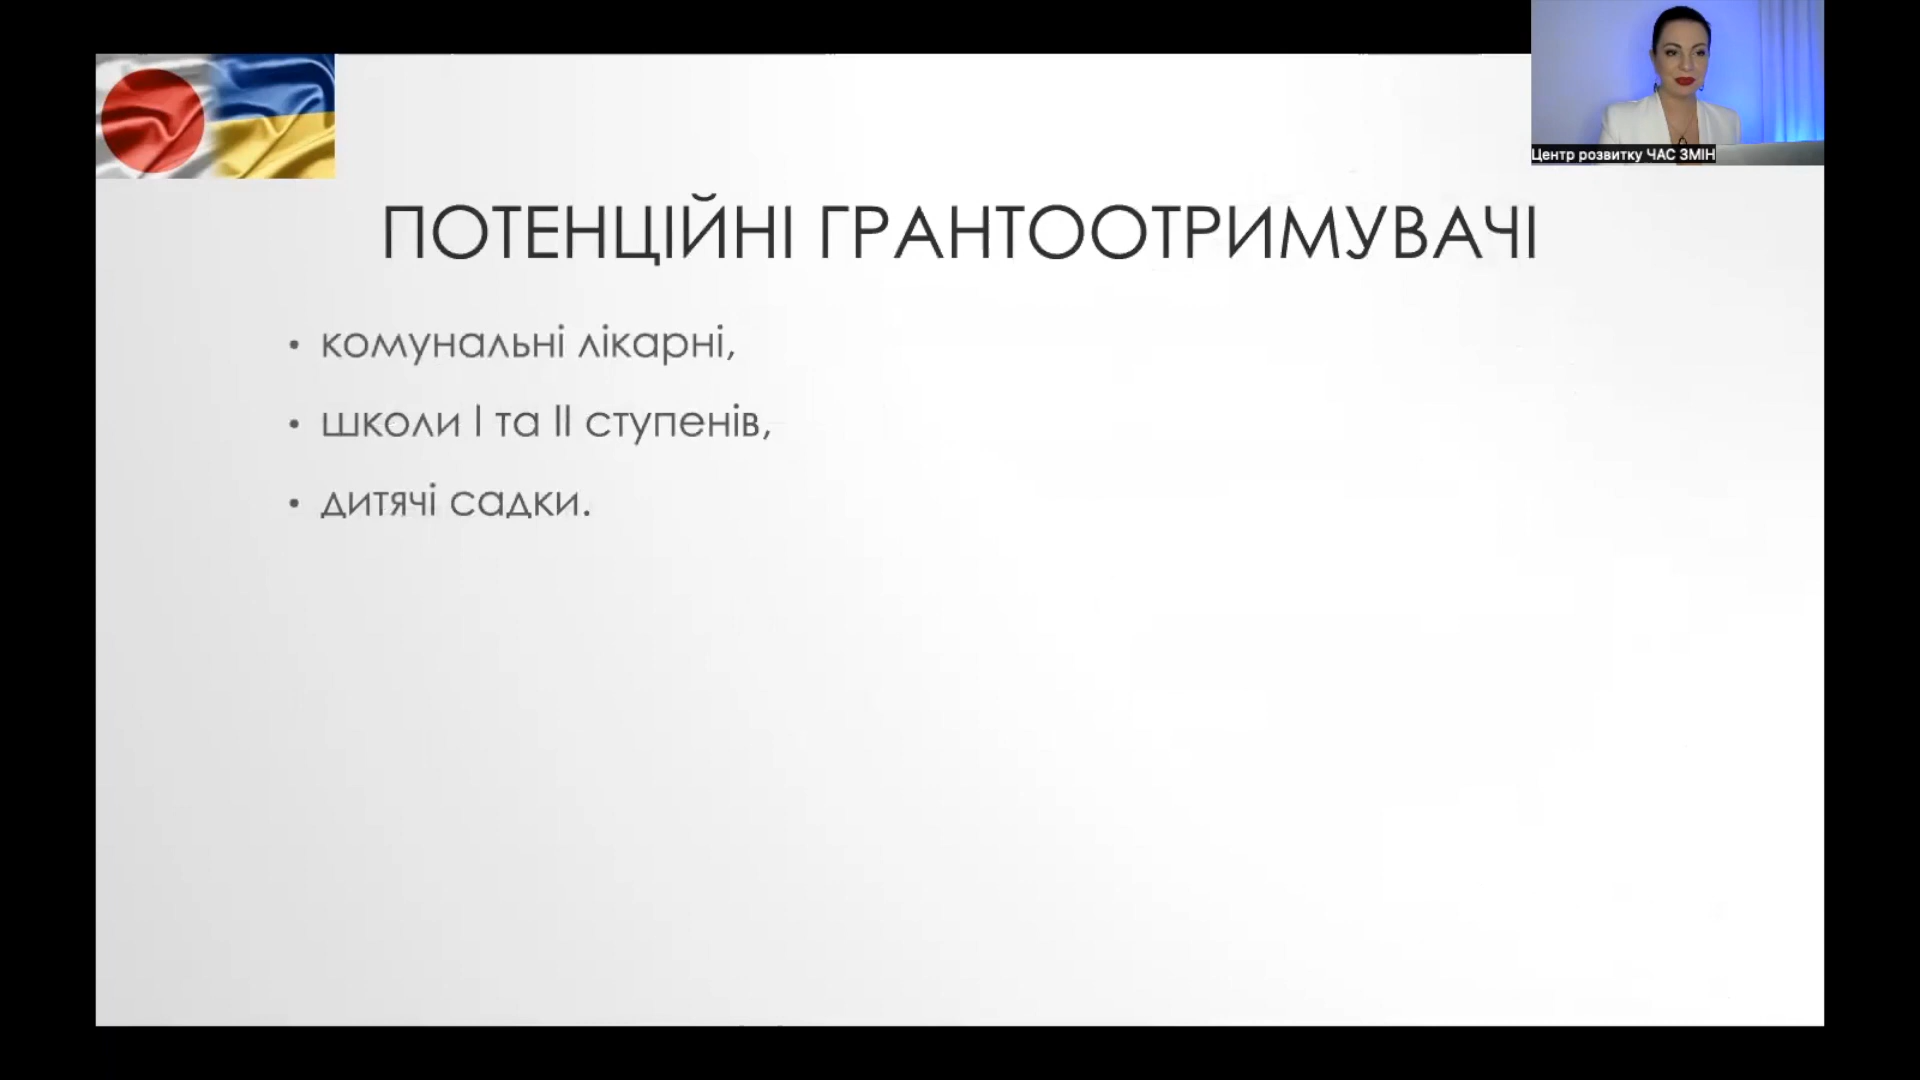 Центр розвитку ЧАС ЗМІН
ПОТЕНЦІЙНІ ГРАНТООТРИМУВАЧІ
• комунальні лікарні,
• школи І та ІІ ступенів,
• дитячі садки.